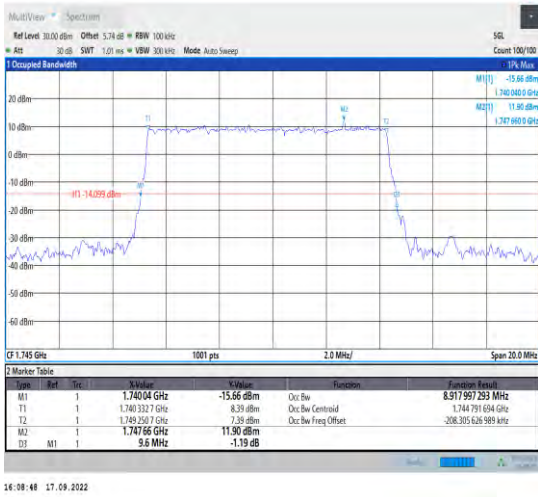 MultiView Spectrum
Ref Level 30.00 dBm Offset 5.74 dB RBW 100 kHz SGL
Att 30 dB SWT 1.01 ms VBW 300 kHz Mode Auto Sweep Count 100/100
1 Occupied Bandwidth 1Pk Max
M1[1] -15.66 dBm
1.740 040 0 GHz
M2[1] 11.90 dBm
1.747 660 0 GHz
20 dBm
M2
T1
T2
10 dBm
0 dBm
-10 dBm
M1
H1 -14.099 dBm
D3
-20 dBm
-30 dBm
-40 dBm
-50 dBm
-60 dBm
CF 1.745 GHz 1001 pts 2.0 MHz/ Span 20.0 MHz
2 Marker Table
Type Ref Trc X-Value Y-Value Function Function Result
M1 1 1.74004 GHz -15.66 dBm Occ Bw 8.917 997 293 MHz
T1 1 1.740 332 7 GHz 8.39 dBm Occ Bw Centroid 1.744 791 694 GHz
T2 1 1.749 250 7 GHz 7.39 dBm Occ Bw Freq Offset -208.305 626 989 kHz
M2 1 1.747 66 GHz 11.90 dBm
D3 M1 1 9.6 MHz -1.19 dB
16:08:48 17.09.2022